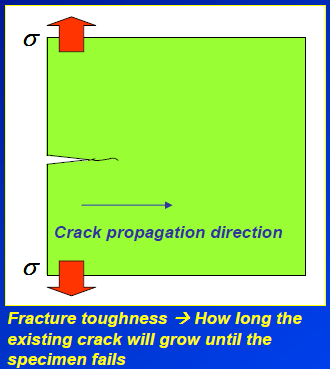 σ
Crack propagation direction
σ
Fracture toughness → How long the
existing crack will grow until the
specimen fails